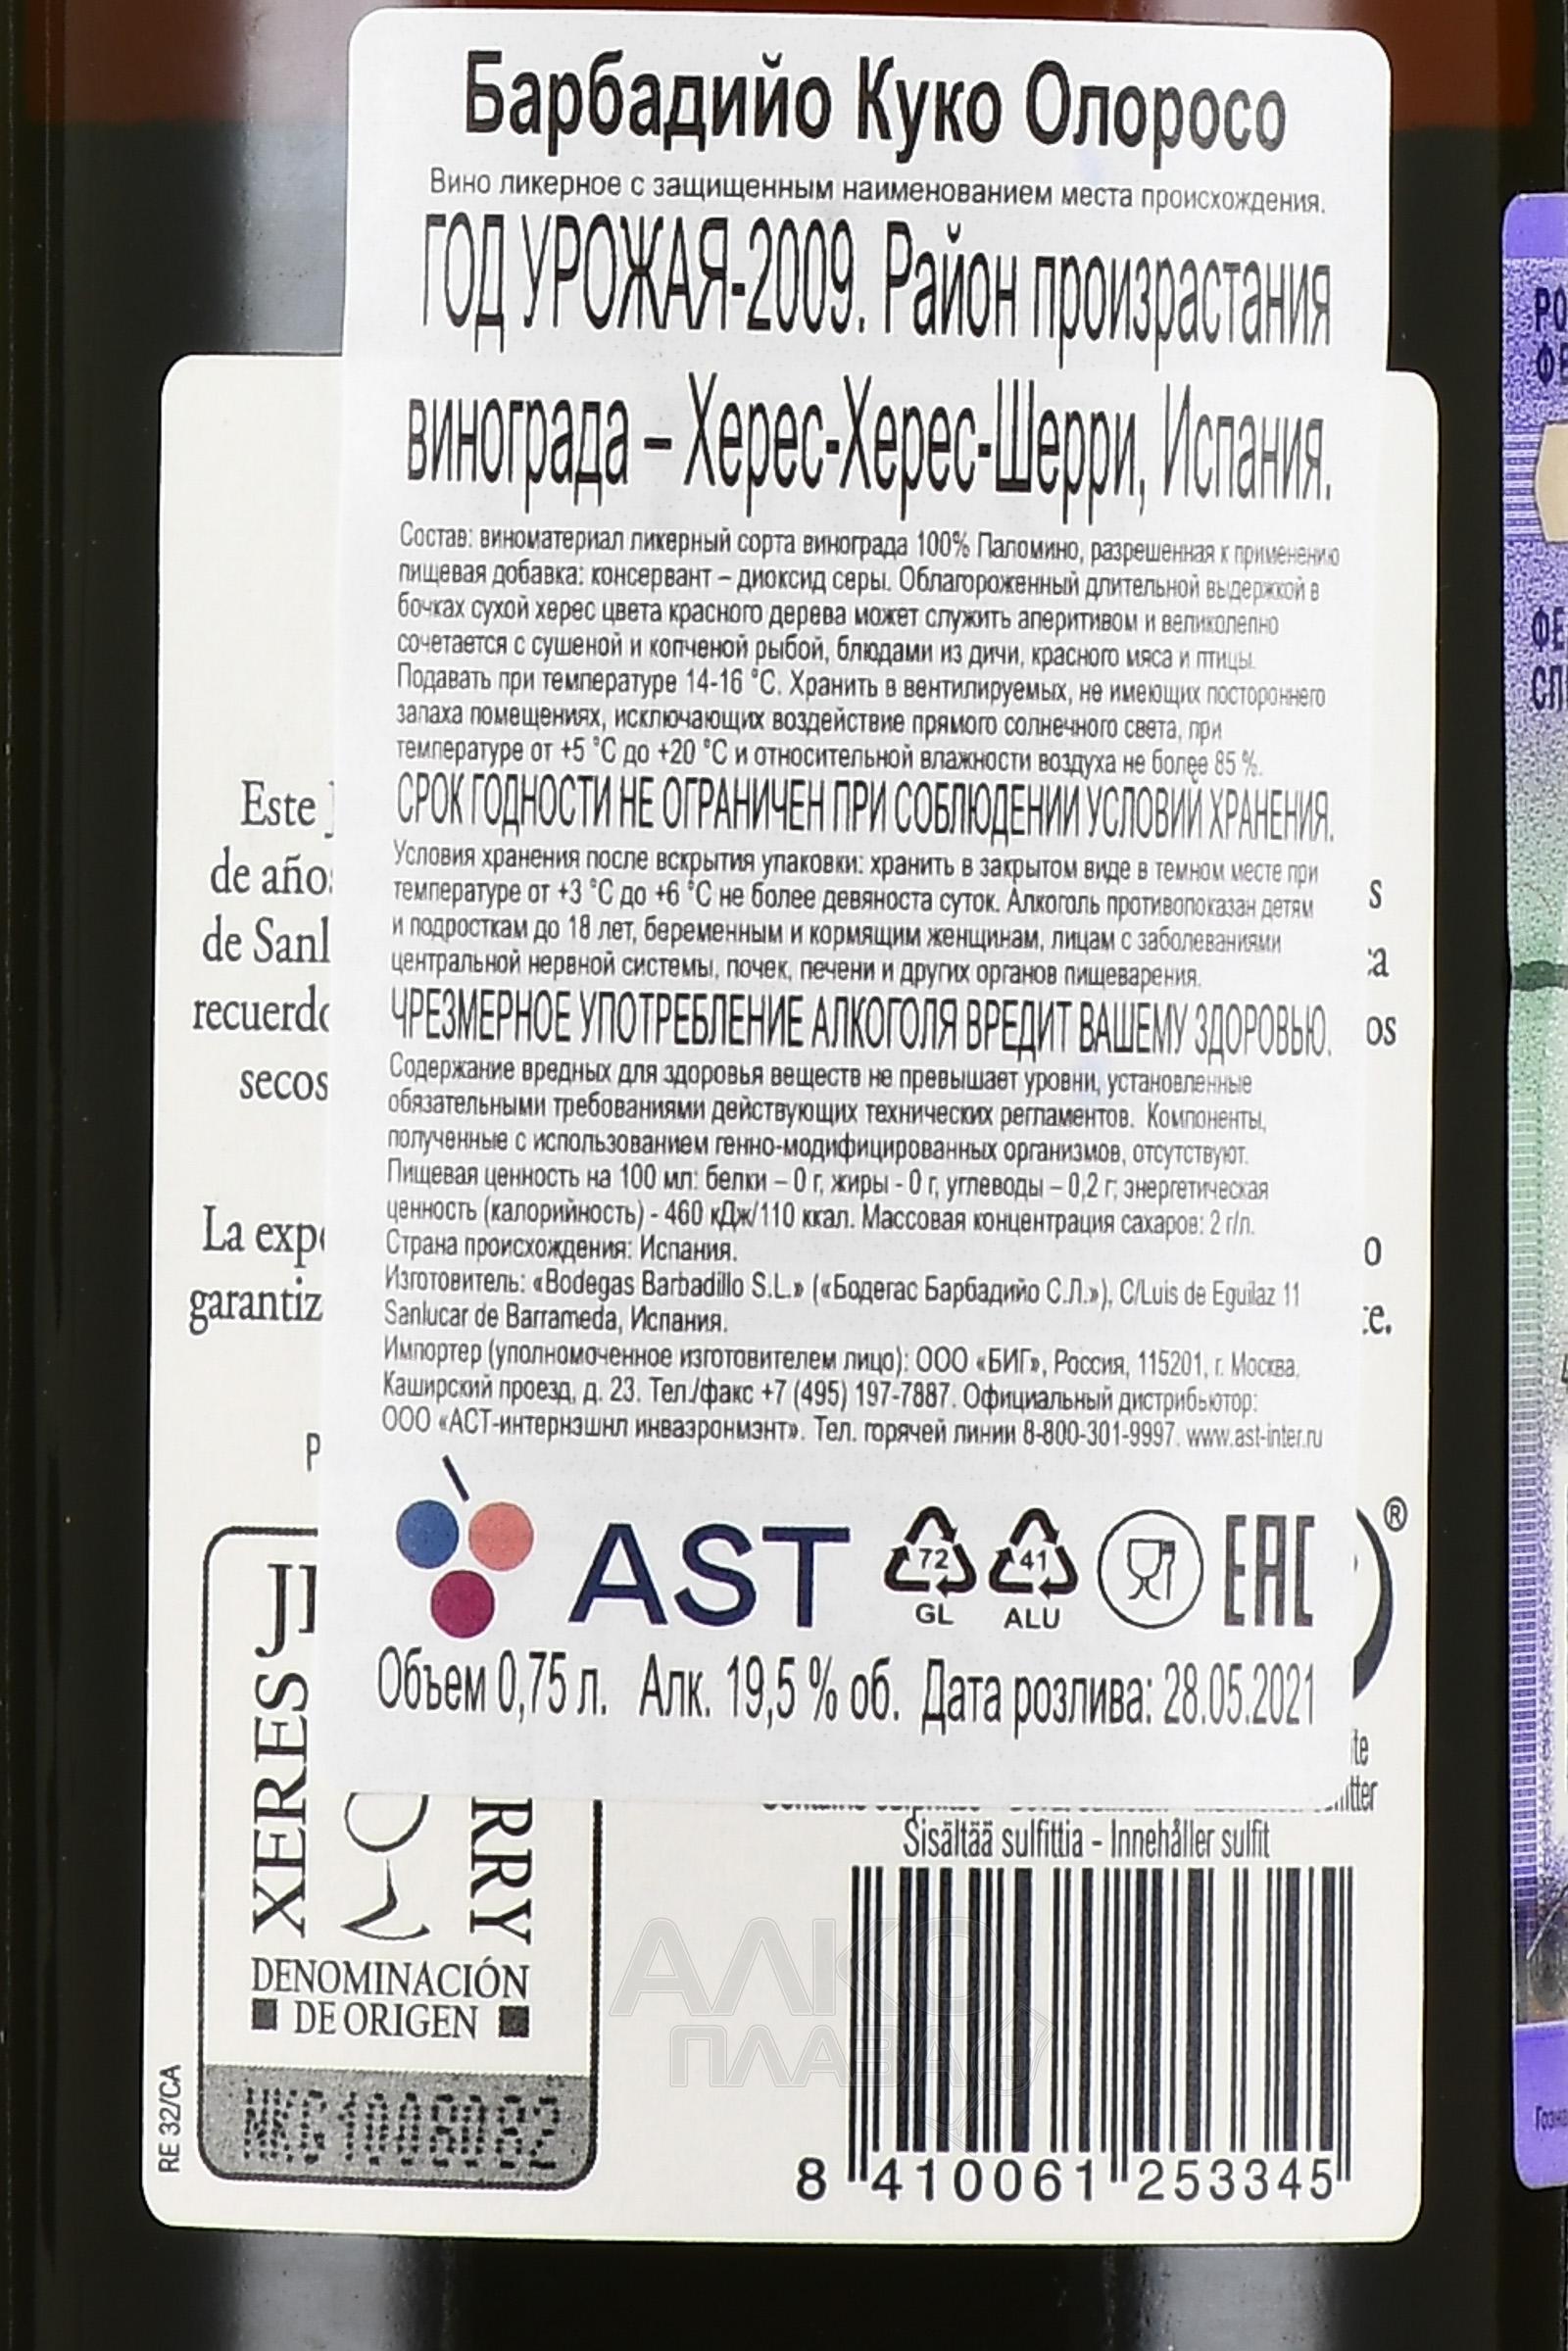 Барбадийо Куко Олоросо
Вино ликерное с защищенным наименованием места происхождения.
ГОД УРОЖАЯ-2009. Район произрастания
винограда – Херес-Херес-Шерри, Испания.
Состав: виноматериал ликерный сорта винограда 100% Паломино, разрешенная к применению
пищевая добавка: консервант – диоксид серы. Облагороженный длительной выдержкой в
бочках сухой херес цвета красного дерева может служить аперитивом и великолепно
сочетается с сушеной и копченой рыбой, блюдами из дичи, красного мяса и птицы.
Подавать при температуре 14-16 °С. Хранить в вентилируемых, не имеющих постороннего
запаха помещениях, исключающих воздействие прямого солнечного света, при
температуре от +5 °С до +20 °С и относительной влажности воздуха не более 85 %.
СРОК ГОДНОСТИ НЕ ОГРАНИЧЕН ПРИ СОБЛЮДЕНИИ УСЛОВИЙ ХРАНЕНИЯ.
Условия хранения после вскрытия упаковки: хранить в закрытом виде в темном месте при
температуре от +3 °С до +6 °С не более девяноста суток. Алкоголь противопоказан детям
и подросткам до 18 лет, беременным и кормящим женщинам, лицам с заболеваниями
центральной нервной системы, почек, печени и других органов пищеварения.
ЧРЕЗМЕРНОЕ УПОТРЕБЛЕНИЕ АЛКОГОЛЯ ВРЕДИТ ВАШЕМУ ЗДОРОВЬЮ.
Содержание вредных для здоровья веществ не превышает уровни, установленные
обязательными требованиями действующих технических регламентов. Компоненты,
полученные с использованием генно-модифицированных организмов, отсутствуют.
Пищевая ценность на 100 мл: белки – 0 г, жиры - 0 г, углеводы – 0,2 г; энергетическая
ценность (калорийность) - 460 кДж/110 ккал. Массовая концентрация сахаров: 2 г/л.
Страна происхождения: Испания.
Изготовитель: «Bodegas Barbadillo S.L.» («Бодегас Барбадийо С.Л.»), C/Luis de Eguilaz 11
Sanlucar de Barrameda, Испания.
Импортер (уполномоченное изготовителем лицо): ООО «БИГ», Россия, 115201, г. Москва,
Каширский проезд, д. 23. Тел./факс +7 (495) 197-7887. Официальный дистрибьютор:
ООО «АСТ-интернэшнл инваэронмэнт». Тел. горячей линии 8-800-301-9997. www.ast-inter.ru
AST 72 GL 41 ALU EAC
Объем 0,75 л. Алк. 19,5 % об. Дата розлива: 28.05.2021
Este
de
de
secos
La
®
Sisältää sulfittia - Innehåller sulfit
XERES
DENOMINACIÓN
DE ORIGEN
RE 32/CA
8 410061 253345
АЛКО
ПЛАЗА